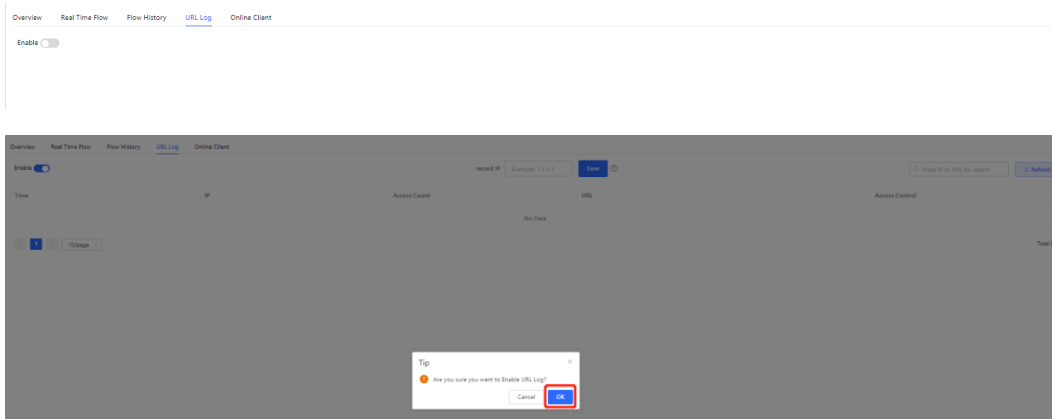 Overview Real Time Flow Flow History URL Log Online Client
Enable
Overview Real Time Flow Flow History URL Log Online Client
Enable record IP Example: 1.1.1.1 Save Enter IP or URL for search Refresh
Time IP Access Count URL Access Control
No Data
1 10/page Total
Tip
Are you sure you want to Enable URL Log?
Cancel OK